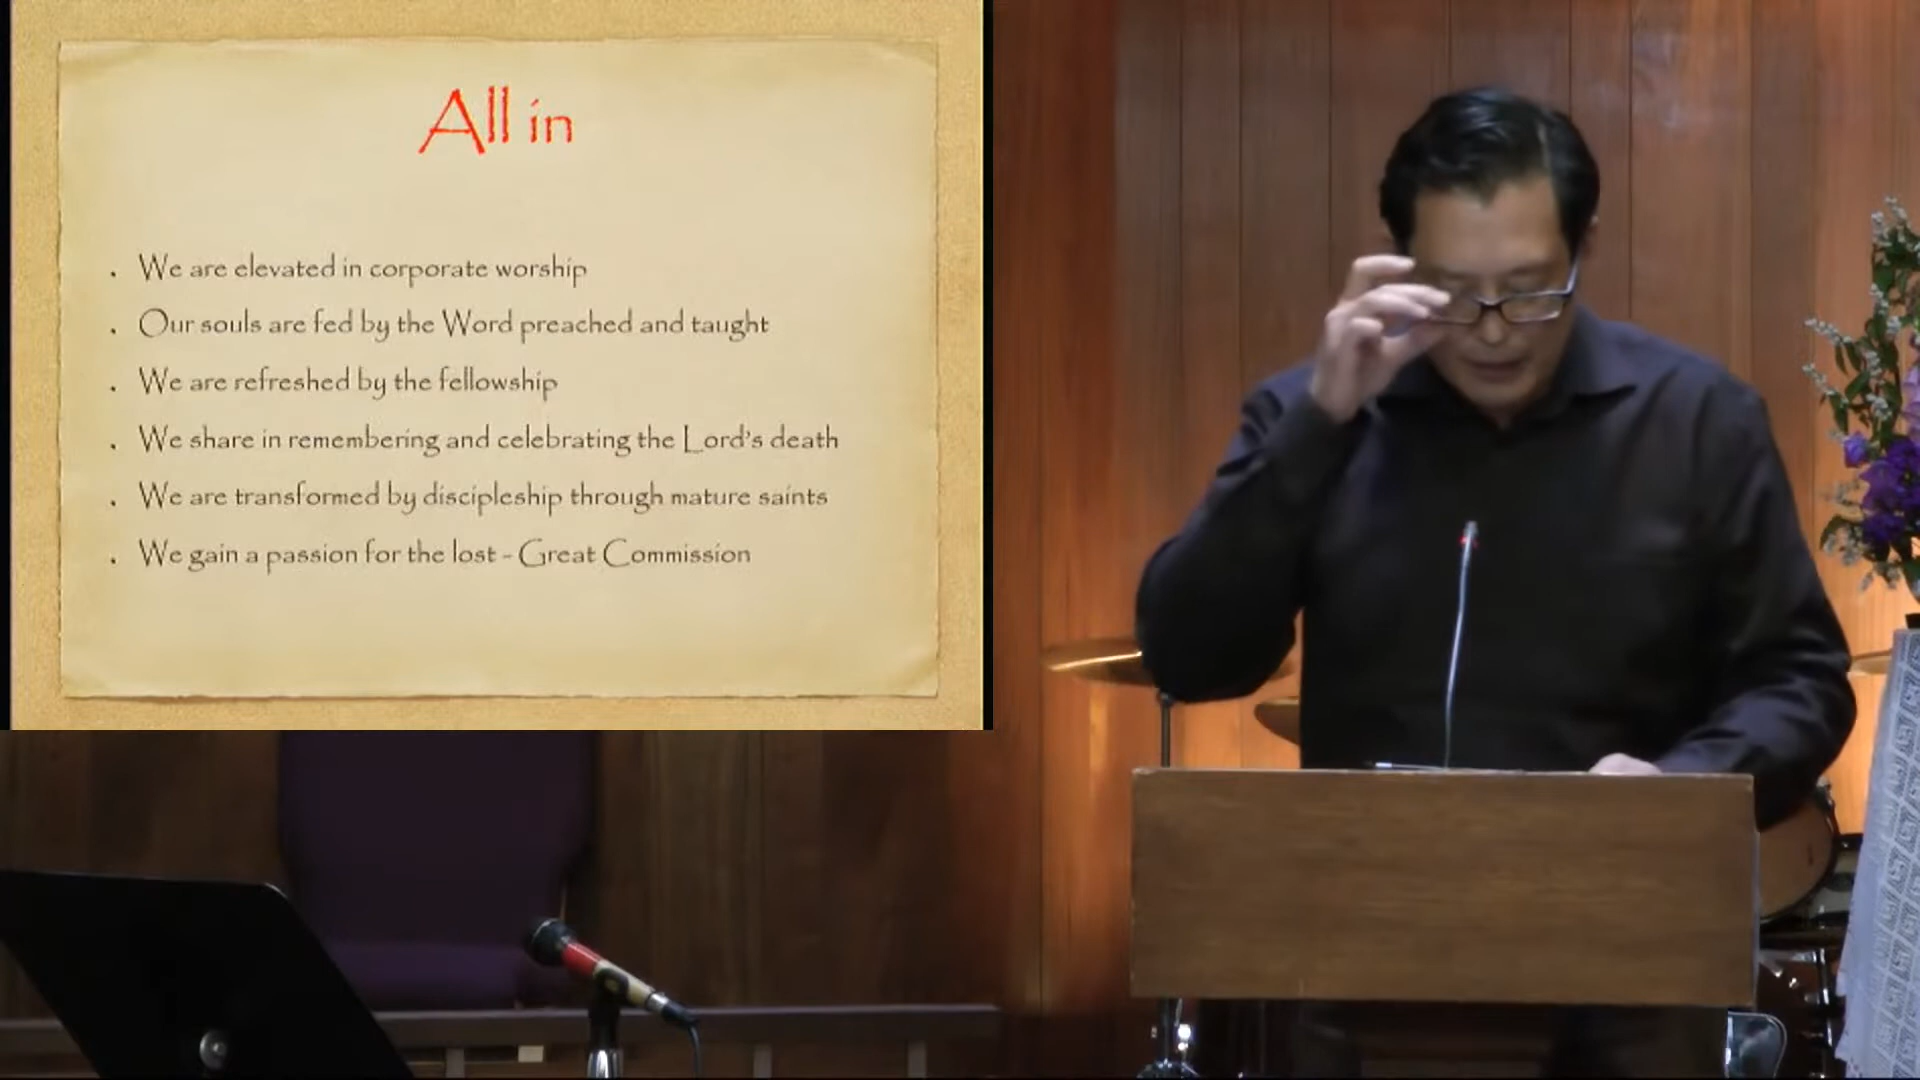 All in
. We are elevated in corporate worship
. Our souls are fed by the Word preached and taught
. We are refreshed by the fellowship
. We share in remembering and celebrating the Lord's death
. We are transformed by discipleship through mature saints
. We gain a passion for the lost - Great Commission